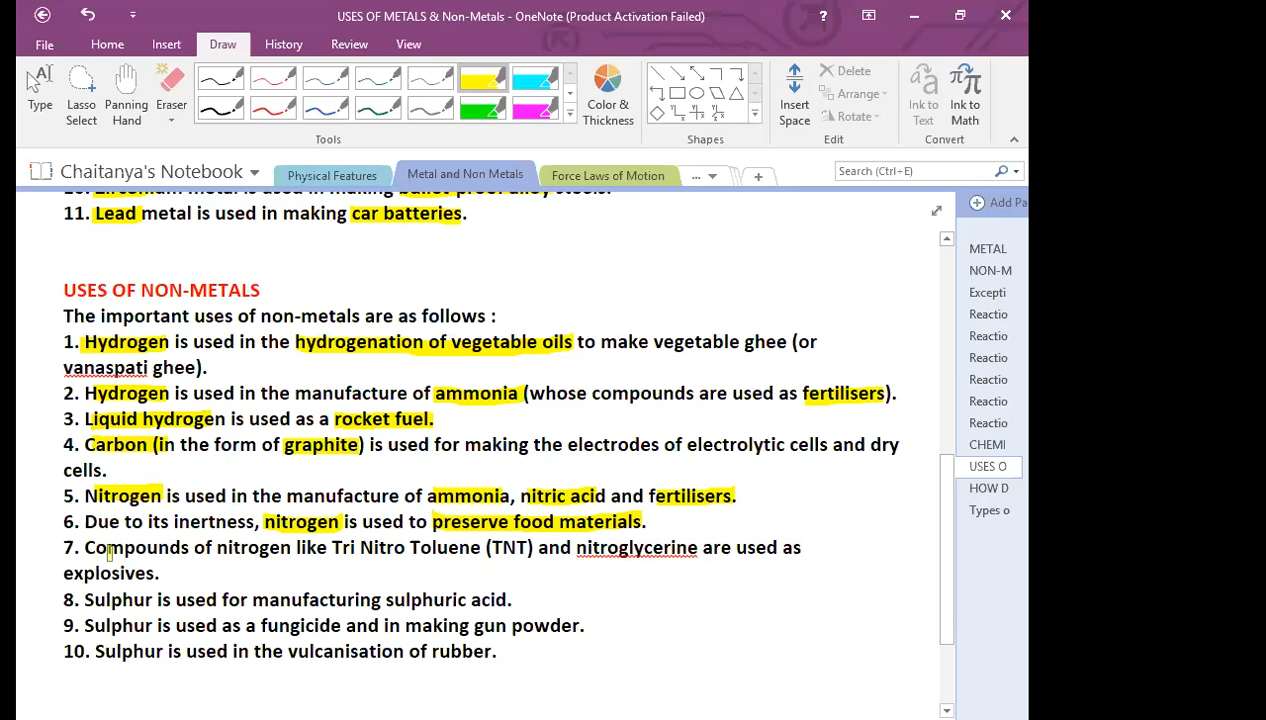 USES OF METALS & Non-Metals - OneNote (Product Activation Failed)
?
File Home Insert Draw History Review View
Type
Lasso Select
Panning Hand
Eraser
Color & Thickness
Insert Space
Delete
Arrange
Rotate
Ink to Text
Ink to Math
Tools
Shapes
Edit
Convert
Chaitanya's Notebook
Physical Features
Metal and Non Metals
Force Laws of Motion
...
Search (Ctrl+E)
Add Pa
10. Zirconium metal is used in making bullet-proof alloy steels.
11. Lead metal is used in making car batteries.
USES OF NON-METALS
The important uses of non-metals are as follows :
1. Hydrogen is used in the hydrogenation of vegetable oils to make vegetable ghee (or
vanaspati ghee).
2. Hydrogen is used in the manufacture of ammonia (whose compounds are used as fertilisers).
3. Liquid hydrogen is used as a rocket fuel.
4. Carbon (in the form of graphite) is used for making the electrodes of electrolytic cells and dry
cells.
5. Nitrogen is used in the manufacture of ammonia, nitric acid and fertilisers.
6. Due to its inertness, nitrogen is used to preserve food materials.
7. Compounds of nitrogen like Tri Nitro Toluene (TNT) and nitroglycerine are used as
explosives.
8. Sulphur is used for manufacturing sulphuric acid.
9. Sulphur is used as a fungicide and in making gun powder.
10. Sulphur is used in the vulcanisation of rubber.
METAL
NON-M
Excepti
Reactio
Reactio
Reactio
Reactio
Reactio
Reactio
CHEMI
USES O
HOW D
Types o